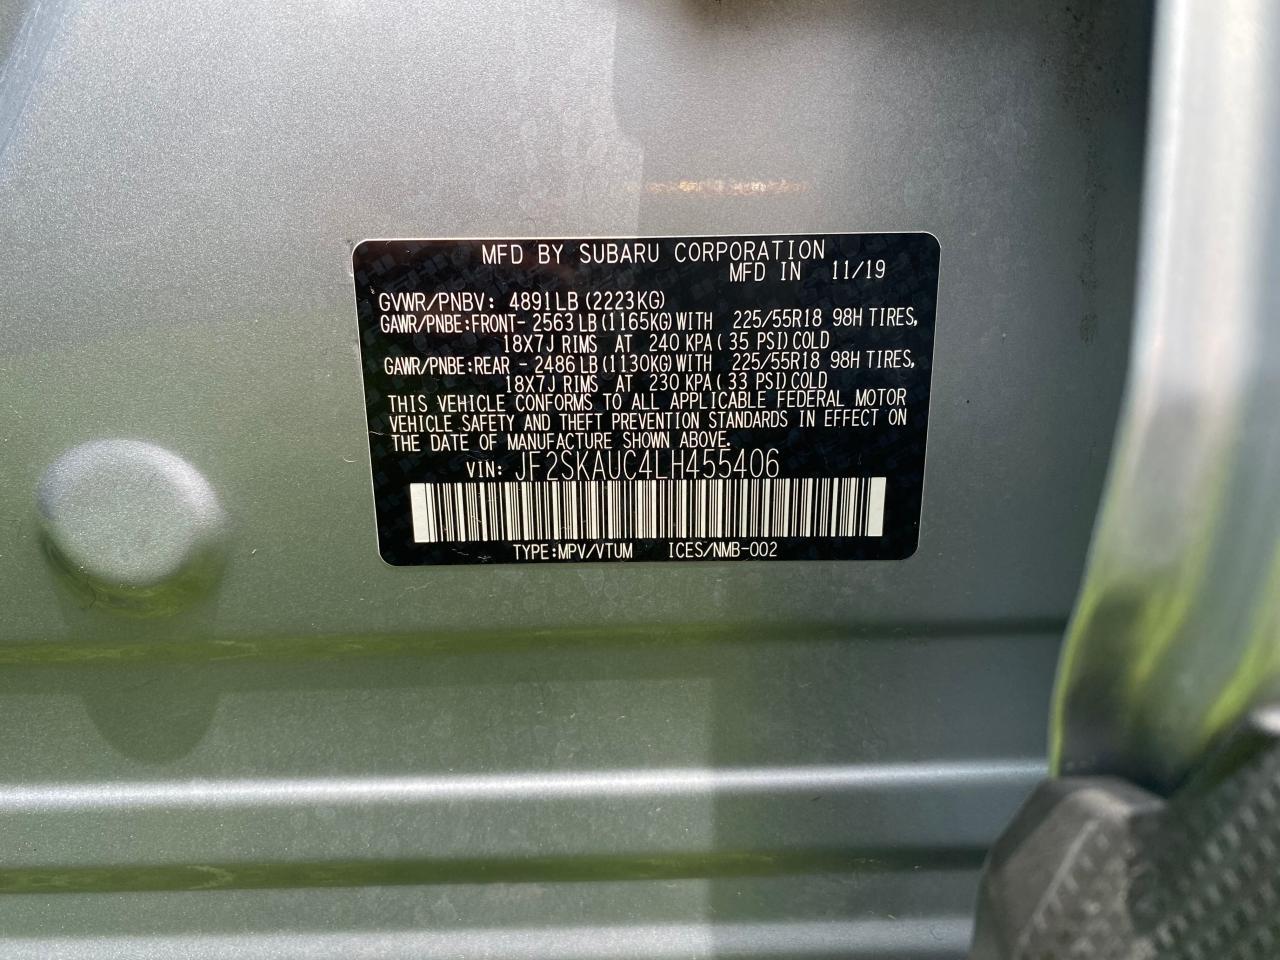 MFD BY SUBARU CORPORATION
MFD IN 11/19
GVWR/PNBV: 4891LB(2223KG)
GAWR/PNBE:FRONT- 2563LB(1165KG)WITH 225/55R18 98H TIRES,
18X7J RIMS AT 240 KPA( 35 PSI)COLD
GAWR/PNBE:REAR - 2486LB(1130KG)WITH 225/55R18 98H TIRES,
18X7J RIMS AT 230 KPA( 33 PSI)COLD
THIS VEHICLE CONFORMS TO ALL APPLICABLE FEDERAL MOTOR
VEHICLE SAFETY AND THEFT PREVENTION STANDARDS IN EFFECT ON
THE DATE OF MANUFACTURE SHOWN ABOVE.
VIN: JF2SKAUC4LH455406
TYPE:MPV/VTUM ICES/NMB-002